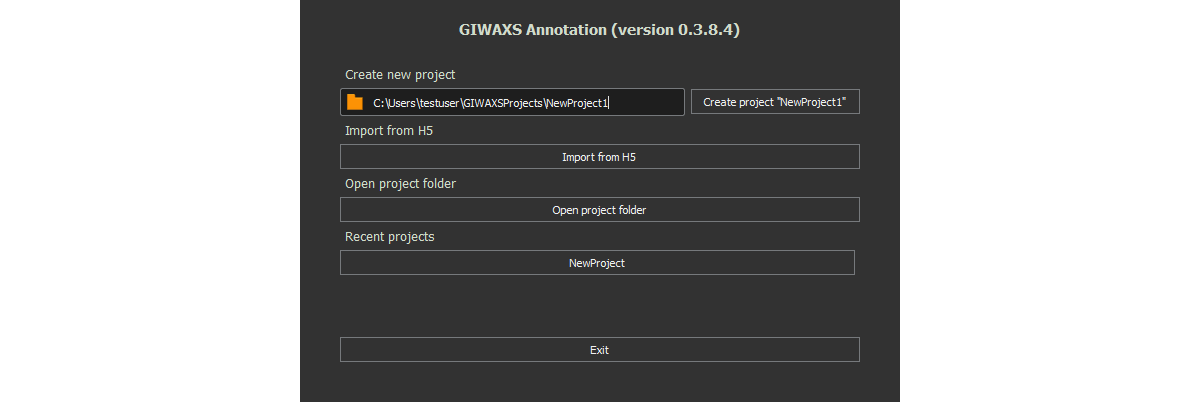 GIWAXS Annotation (version 0.3.8.4)
Create new project
C:\Users\testuser\GIWAXSProjects\NewProject1
Create project "NewProject1"
Import from H5
Import from H5
Open project folder
Open project folder
Recent projects
NewProject
Exit